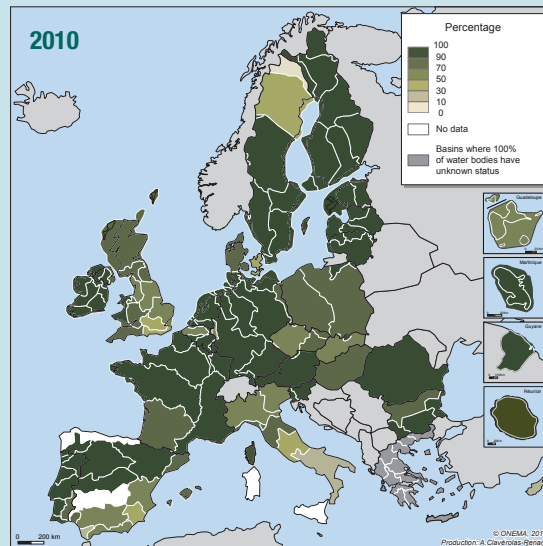 2010
Percentage
100
90
70
50
30
10
0
No data
Basins where 100%
of water bodies have
unknown status
Guadeloupe
Martinique
Guyane
Réunion
0 200 km
© ONEMA, 201
Production: A.Clavérolas-Renar